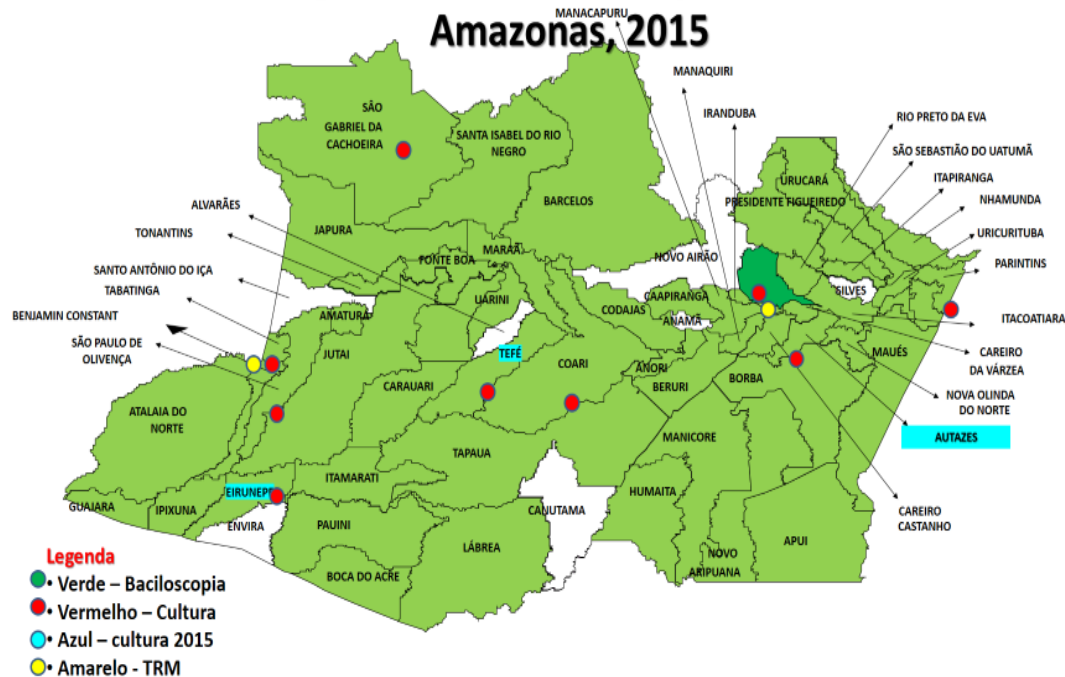 Amazonas, 2015
MANACAPURU
MANAQUIRI
IRANDUBA
RIO PRETO DA EVA
SÃO SEBASTIÃO DO UATUMÃ
ITAPIRANGA
NHAMUNDA
URICURITUBA
PARINTINS
ITACOATIARA
CAREIRO
DA VÁRZEA
NOVA OLINDA
DO NORTE
AUTAZES
CAREIRO
CASTANHO
ALVARÃES
TONANTINS
SANTO ANTÔNIO DO IÇA
TABATINGA
BENJAMIN CONSTANT
SÃO PAULO DE
OLIVENÇA
SÃO
GABRIEL DA
CACHOEIRA
SANTA ISABEL DO RIO
NEGRO
BARCELOS
URUCARÁ
PRESIDENTE FIGUEIREDO
JAPURA
MARAÃ
FONTE BOA
NOVO AIRÃO
UARINI
SILVES
CAAPIRANGA
CODAJAS
ANAMÃ
AMATURÁ
JUTAI
TEFÉ
COARI
MAUÉS
ANORI
BERURI
BORBA
CARAUARI
ATALAIA DO
NORTE
MANICORE
TAPAUA
ITAMARATI
HUMAITA
EIRUNEPE
GUAJARA
IPIXUNA
ENVIRA
PAUINI
CANUTAMA
LÁBREA
APUI
NOVO
ARIPUANA
BOCA DO ACRE
Legenda
• Verde – Baciloscopia
• Vermelho – Cultura
• Azul – cultura 2015
• Amarelo - TRM